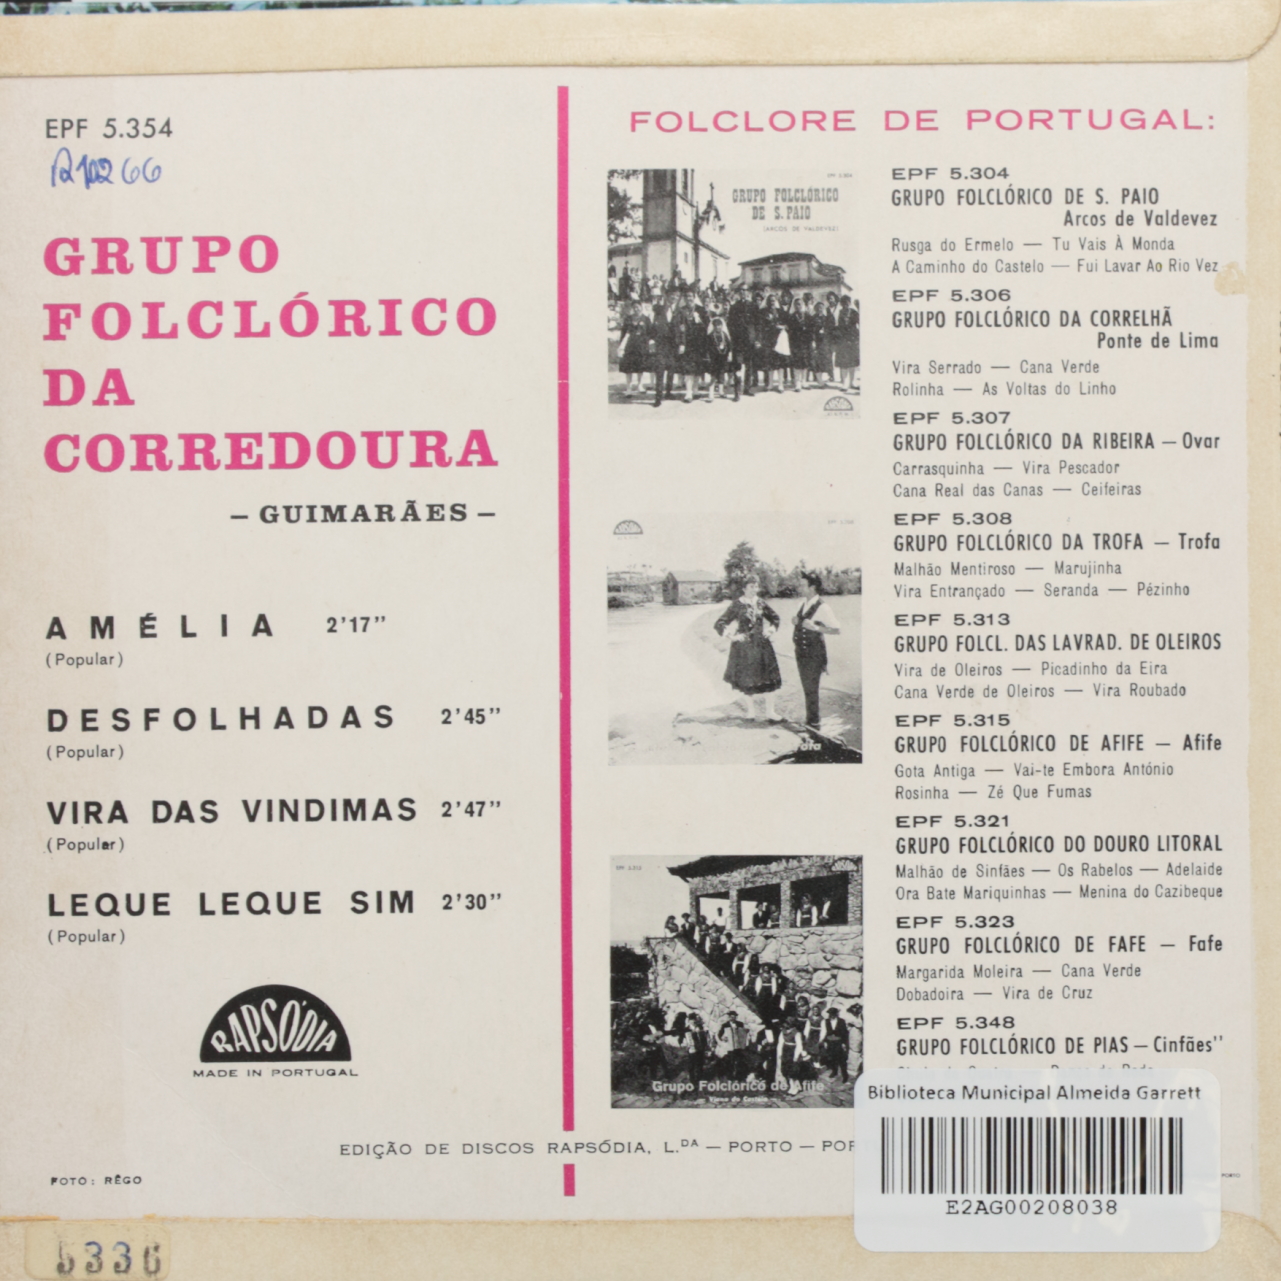 EPF 5.354
GRUPO
FOLCLÓRICO
DA
CORREDOURA
– GUIMARÃES –
AMÉLIA 2'17"
(Popular)
DESFOLHADAS 2'45"
(Popular)
VIRA DAS VINDIMAS 2'47"
(Popular)
LEQUE LEQUE SIM 2'30"
(Popular)
RAPSÓDIA
MADE IN PORTUGAL
FOLCLORE DE PORTUGAL:
GRUPO FOLCLÓRICO
DE S. PAIO
(ARCOS DE VALDEVEZ)
Grupo Folclórico de Afife
Viana do Castelo
EPF 5.304
GRUPO FOLCLÓRICO DE S. PAIO
Arcos de Valdevez
Rusga do Ermelo — Tu Vais À Monda
A Caminho do Castelo — Fui Lavar Ao Rio Vez
EPF 5.306
GRUPO FOLCLÓRICO DA CORRELHÃ
Ponte de Lima
Vira Serrado — Cana Verde
Rolinha — As Voltas do Linho
EPF 5.307
GRUPO FOLCLÓRICO DA RIBEIRA — Ovar
Carrasquinha — Vira Pescador
Cana Real das Canas — Ceifeiras
EPF 5.308
GRUPO FOLCLÓRICO DA TROFA — Trofa
Malhão Mentiroso — Marujinha
Vira Entrançado — Seranda — Pézinho
EPF 5.313
GRUPO FOLCL. DAS LAVRAD. DE OLEIROS
Vira de Oleiros — Picadinho da Eira
Cana Verde de Oleiros — Vira Roubado
EPF 5.315
GRUPO FOLCLÓRICO DE AFIFE — Afife
Gota Antiga — Vai-te Embora António
Rosinha — Zé Que Fumas
EPF 5.321
GRUPO FOLCLÓRICO DO DOURO LITORAL
Malhão de Sinfães — Os Rabelos — Adelaide
Ora Bate Mariquinhas — Menina do Cazibeque
EPF 5.323
GRUPO FOLCLÓRICO DE FAFE — Fafe
Margarida Moleira — Cana Verde
Dobadoira — Vira de Cruz
EPF 5.348
GRUPO FOLCLÓRICO DE PIAS — Cinfães"
Biblioteca Municipal Almeida Garrett
E2AG00208038
EDIÇÃO DE DISCOS RAPSÓDIA, L.DA — PORTO —
FOTO: RÊGO
5336